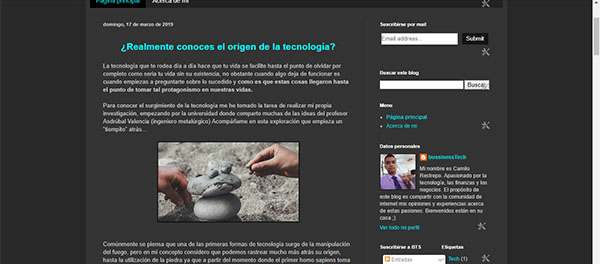 Página principal
Acerca de mi
domingo, 17 de marzo de 2019
¿Realmente conoces el origen de la tecnología?
La tecnología que te rodea día a día hace que tu vida se facilite hasta el punto de olvidar por
completo como sería tu vida sin su existencia, no obstante cuando algo deja de funcionar es
cuando empiezas a preguntarte sobre lo sucedido y como es que estas cosas llegaron hasta
el punto de tomar tal protagonismo en nuestras vidas.
Para conocer el surgimiento de la tecnología me he tomado la tarea de realizar mi propia
investigación, empezando por la universidad donde comparto muchas de las ideas del profesor
Asdrúbal Valencia (ingeniero metalúrgico) Acompáñame en esta exploración que empieza un
"tiempito" atrás...
Comúnmente se piensa que una de las primeras formas de tecnología surge de la manipulación
del fuego, pero en mi concepto considero que podemos rastrear mucho más atrás su origen,
hasta la utilización de la piedra ya que a partir del momento donde el primer homo sapiens toma
Suscribirse por mail
Email address...
Submit
Buscar este blog
Buscar
Menu
Página principal
Acerca de mi
Datos personales
bussinessTech
Mi nombre es Camilo
Restrepo. Apasionado por la
tecnología, las finanzas y los
negocios. El propósito de
este blog es compartir con la comunidad de
internet mis opiniones y experiencias acerca
de estas pasiones. Bienvenidos están en su
casa ;)
Ver todo mi perfil
Suscribirse a BTS
Entradas
Etiquetas
Tech (1)